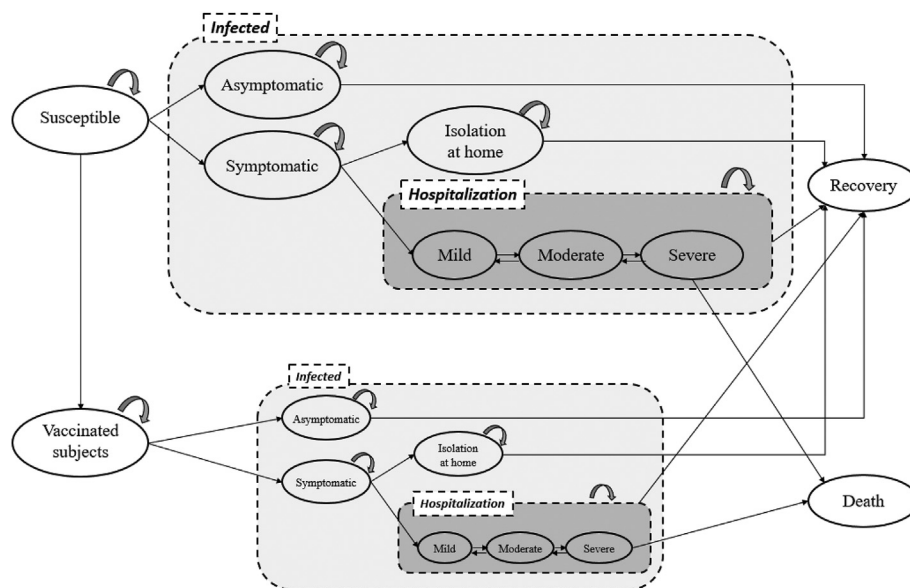 Infected
Asymptomatic
Susceptible
Symptomatic
Isolation
at home
Recovery
Hospitalization
Mild
Moderate
Severe
Infected
Asymptomatic
Vaccinated
subjects
Isolation
at home
Symptomatic
Hospitalization
Death
Mild
Moderate
Severe